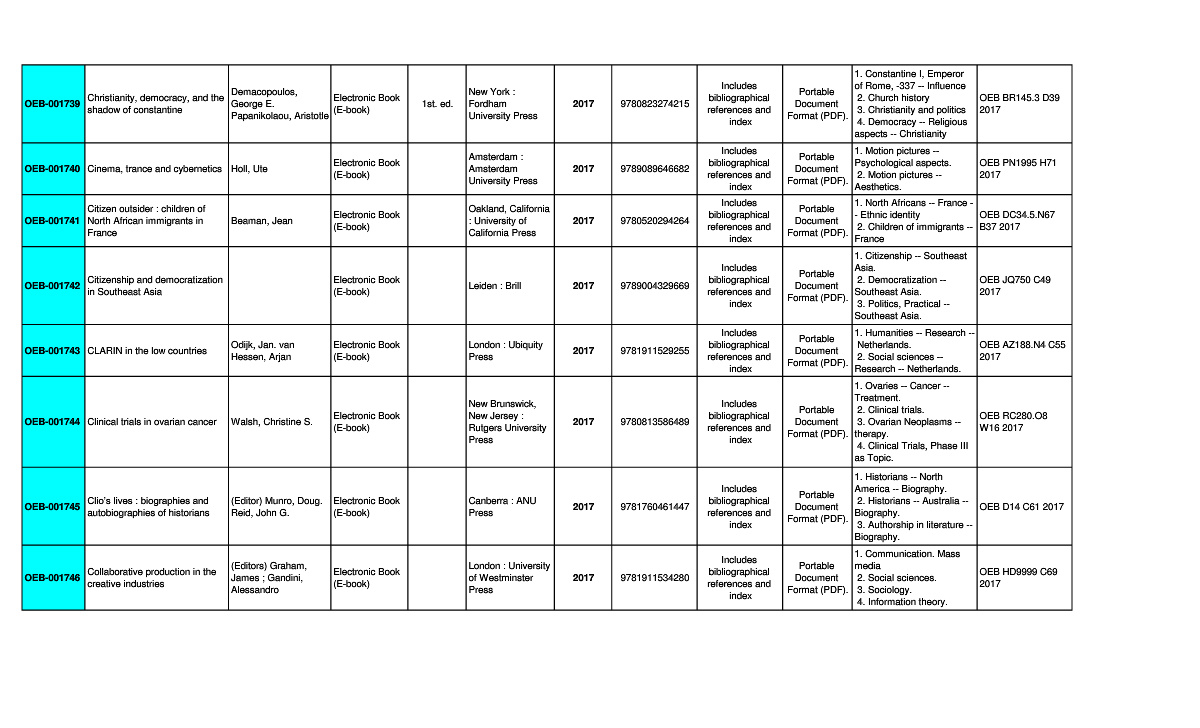 OEB-001739
Christianity, democracy, and the
shadow of constantine
Demacopoulos,
George E.
Papanikolaou, Aristotle
Electronic Book
(E-book)
1st. ed.
New York :
Fordham
University Press
2017
9780823274215
Includes
bibliographical
references and
index
Portable
Document
Format (PDF).
1. Constantine I, Emperor
of Rome, -337 -- Influence
2. Church history
3. Christianity and politics
4. Democracy -- Religious
aspects -- Christianity
OEB BR145.3 D39
2017
OEB-001740
Cinema, trance and cybernetics
Holl, Ute
Electronic Book
(E-book)
Amsterdam :
Amsterdam
University Press
2017
9789089646682
Includes
bibliographical
references and
index
Portable
Document
Format (PDF).
1. Motion pictures --
Psychological aspects.
2. Motion pictures --
Aesthetics.
OEB PN1995 H71
2017
OEB-001741
Citizen outsider : children of
North African immigrants in
France
Beaman, Jean
Electronic Book
(E-book)
Oakland, California
: University of
California Press
2017
9780520294264
Includes
bibliographical
references and
index
Portable
Document
Format (PDF).
1. North Africans -- France -
- Ethnic identity
2. Children of immigrants --
France
OEB DC34.5.N67
B37 2017
OEB-001742
Citizenship and democratization
in Southeast Asia
Electronic Book
(E-book)
Leiden : Brill
2017
9789004329669
Includes
bibliographical
references and
index
Portable
Document
Format (PDF).
1. Citizenship -- Southeast
Asia.
2. Democratization --
Southeast Asia.
3. Politics, Practical --
Southeast Asia.
OEB JQ750 C49
2017
OEB-001743
CLARIN in the low countries
Odijk, Jan. van
Hessen, Arjan
Electronic Book
(E-book)
London : Ubiquity
Press
2017
9781911529255
Includes
bibliographical
references and
index
Portable
Document
Format (PDF).
1. Humanities -- Research --
Netherlands.
2. Social sciences --
Research -- Netherlands.
OEB AZ188.N4 C55
2017
OEB-001744
Clinical trials in ovarian cancer
Walsh, Christine S.
Electronic Book
(E-book)
New Brunswick,
New Jersey :
Rutgers University
Press
2017
9780813586489
Includes
bibliographical
references and
index
Portable
Document
Format (PDF).
1. Ovaries -- Cancer --
Treatment.
2. Clinical trials.
3. Ovarian Neoplasms --
therapy.
4. Clinical Trials, Phase III
as Topic.
OEB RC280.O8
W16 2017
OEB-001745
Clio's lives : biographies and
autobiographies of historians
(Editor) Munro, Doug.
Reid, John G.
Electronic Book
(E-book)
Canberra : ANU
Press
2017
9781760461447
Includes
bibliographical
references and
index
Portable
Document
Format (PDF).
1. Historians -- North
America -- Biography.
2. Historians -- Australia --
Biography.
3. Authorship in literature --
Biography.
OEB D14 C61 2017
OEB-001746
Collaborative production in the
creative industries
(Editors) Graham,
James ; Gandini,
Alessandro
Electronic Book
(E-book)
London : University
of Westminster
Press
2017
9781911534280
Includes
bibliographical
references and
index
Portable
Document
Format (PDF).
1. Communication. Mass
media
2. Social sciences.
3. Sociology.
4. Information theory.
OEB HD9999 C69
2017